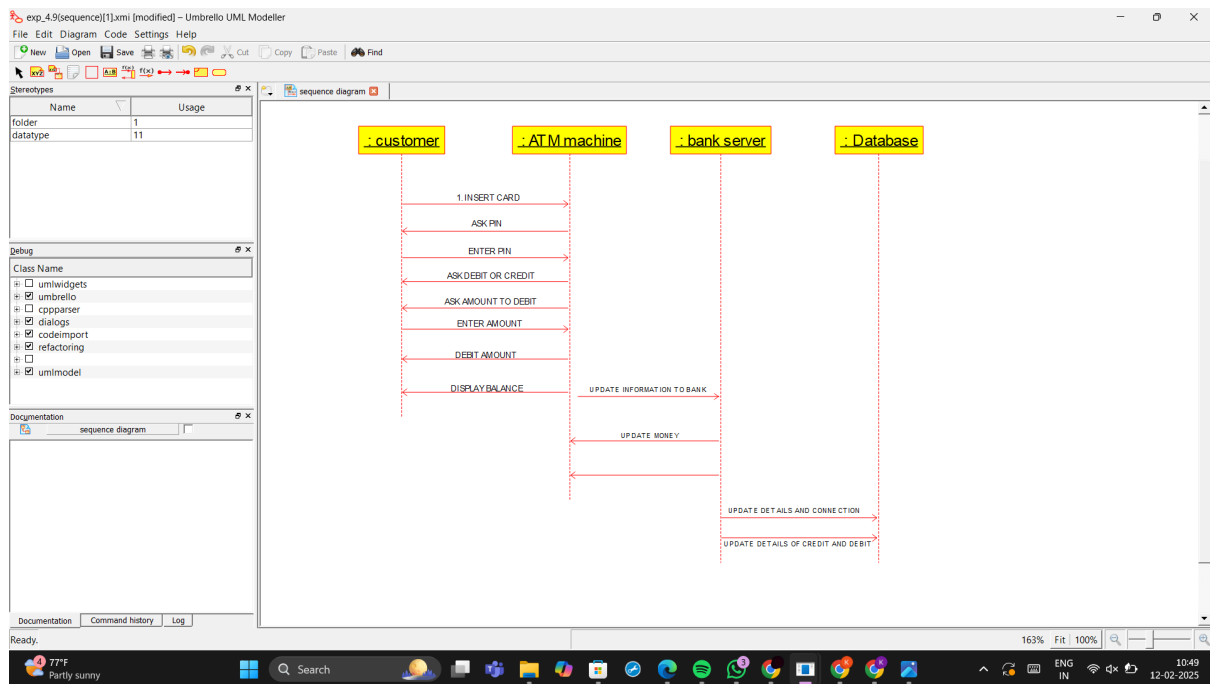 exp_4.9(sequence)[1].xmi [modified] – Umbrello UML Modeller
File Edit Diagram Code Settings Help
New Open Save Cut Copy Paste Find
XYZ A:B f(x) f(x)
Stereotypes
Name Usage
folder 1
datatype 11
Debug
Class Name
umlwidgets
umbrello
cppparser
dialogs
codeimport
refactoring
umlmodel
Documentation
sequence diagram
Documentation Command history Log
sequence diagram
: customer : ATM machine : bank server : Database
1. INSERT CARD
ASK PIN
ENTER PIN
ASK DEBIT OR CREDIT
ASK AMOUNT TO DEBIT
ENTER AMOUNT
DEBIT AMOUNT
DISPLAY BALANCE UPDATE INFORMATION TO BANK
UPDATE MONEY
UPDATE DETAILS AND CONNECTION
UPDATE DETAILS OF CREDIT AND DEBIT
Ready. 163% Fit 100%
4 77°F
Partly sunny
Search
3
ENG
IN
10:49
12-02-2025